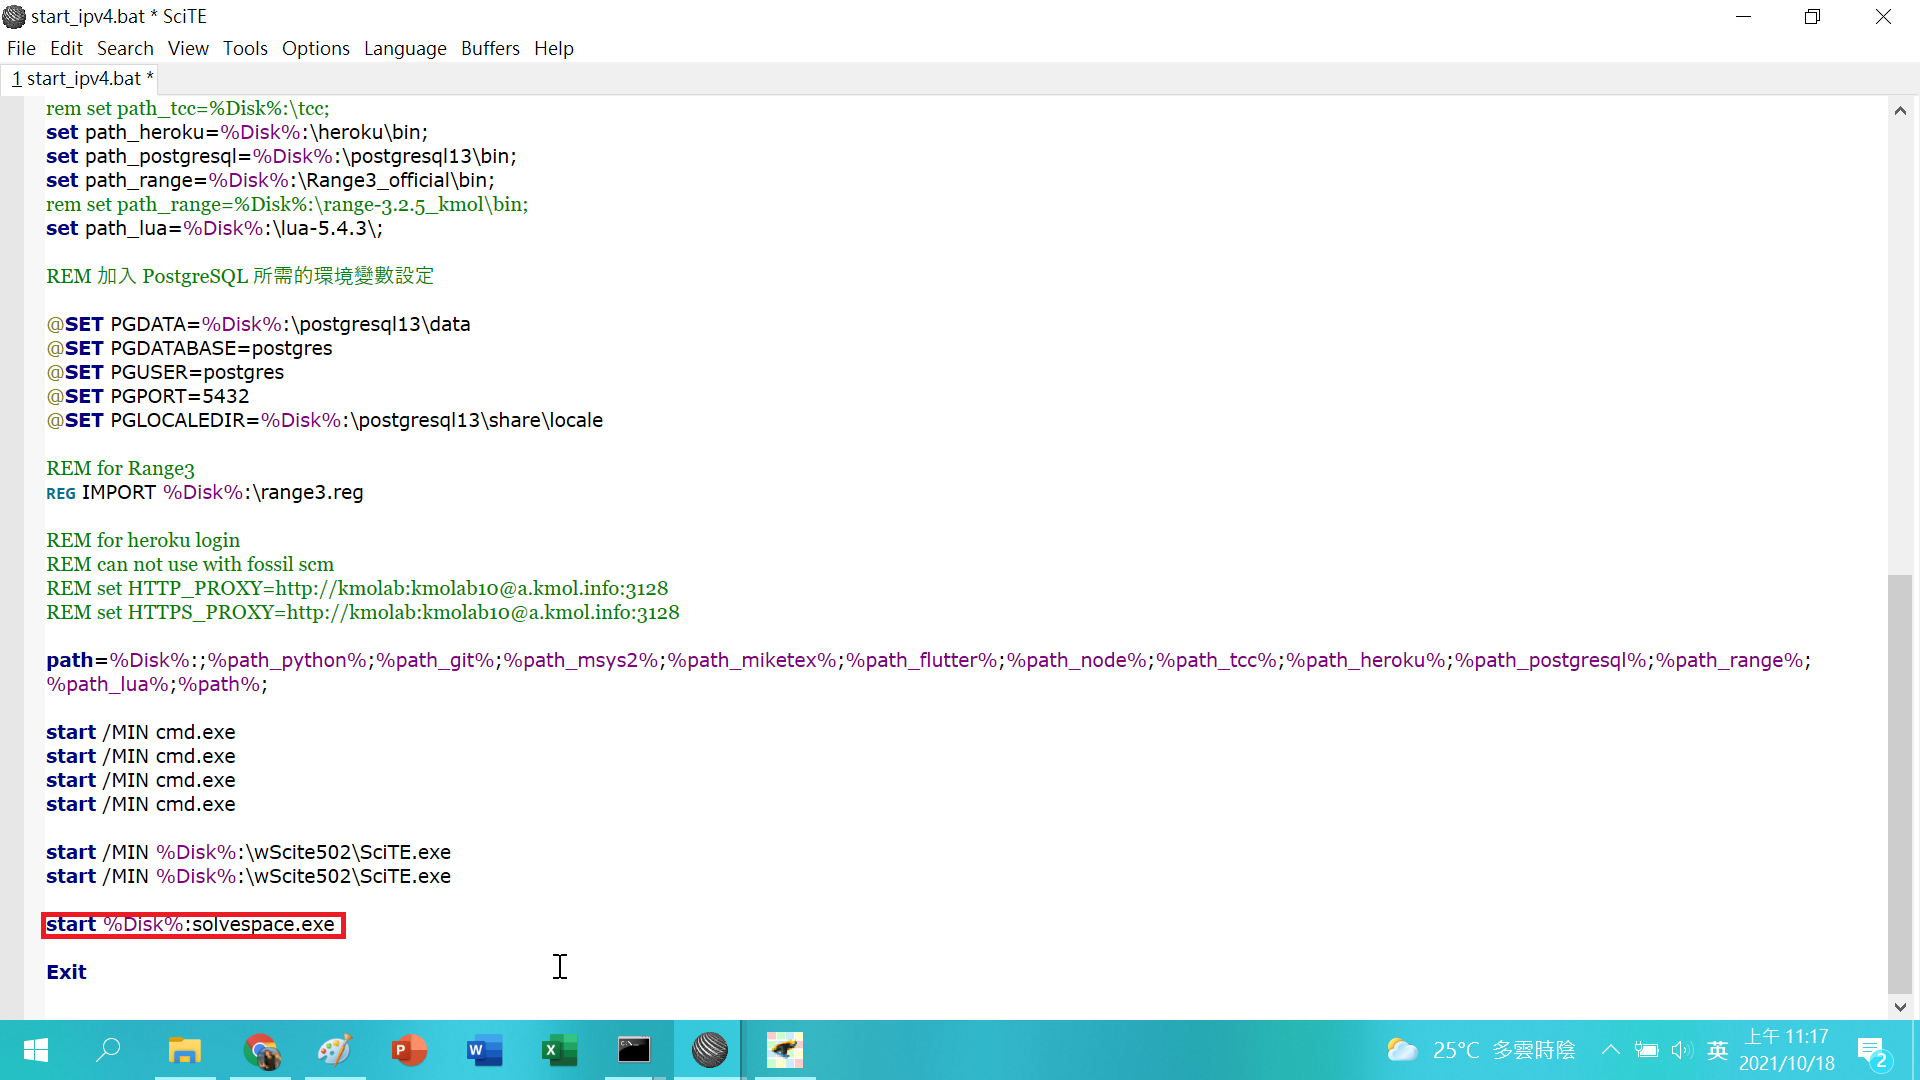 start_ipv4.bat * SciTE
File Edit Search View Tools Options Language Buffers Help
1 start_ipv4.bat *
rem set path_tcc=%Disk%:\tcc;
set path_heroku=%Disk%:\heroku\bin;
set path_postgresql=%Disk%:\postgresql13\bin;
set path_range=%Disk%:\Range3_official\bin;
rem set path_range=%Disk%:\range-3.2.5_kmol\bin;
set path_lua=%Disk%:\lua-5.4.3\;
REM 加入 PostgreSQL 所需的環境變數設定
@SET PGDATA=%Disk%:\postgresql13\data
@SET PGDATABASE=postgres
@SET PGUSER=postgres
@SET PGPORT=5432
@SET PGLOCALEDIR=%Disk%:\postgresql13\share\locale
REM for Range3
REG IMPORT %Disk%:\range3.reg
REM for heroku login
REM can not use with fossil scm
REM set HTTP_PROXY=http://kmolab:kmolab10@a.kmol.info:3128
REM set HTTPS_PROXY=http://kmolab:kmolab10@a.kmol.info:3128
path=%Disk%:;%path_python%;%path_git%;%path_msys2%;%path_miketex%;%path_flutter%;%path_node%;%path_tcc%;%path_heroku%;%path_postgresql%;%path_range%;
%path_lua%;%path%;
start /MIN cmd.exe
start /MIN cmd.exe
start /MIN cmd.exe
start /MIN cmd.exe
start /MIN %Disk%:\wScite502\SciTE.exe
start /MIN %Disk%:\wScite502\SciTE.exe
start %Disk%:solvespace.exe
Exit
25°C 多雲時陰
英
上午 11:17
2021/10/18
2